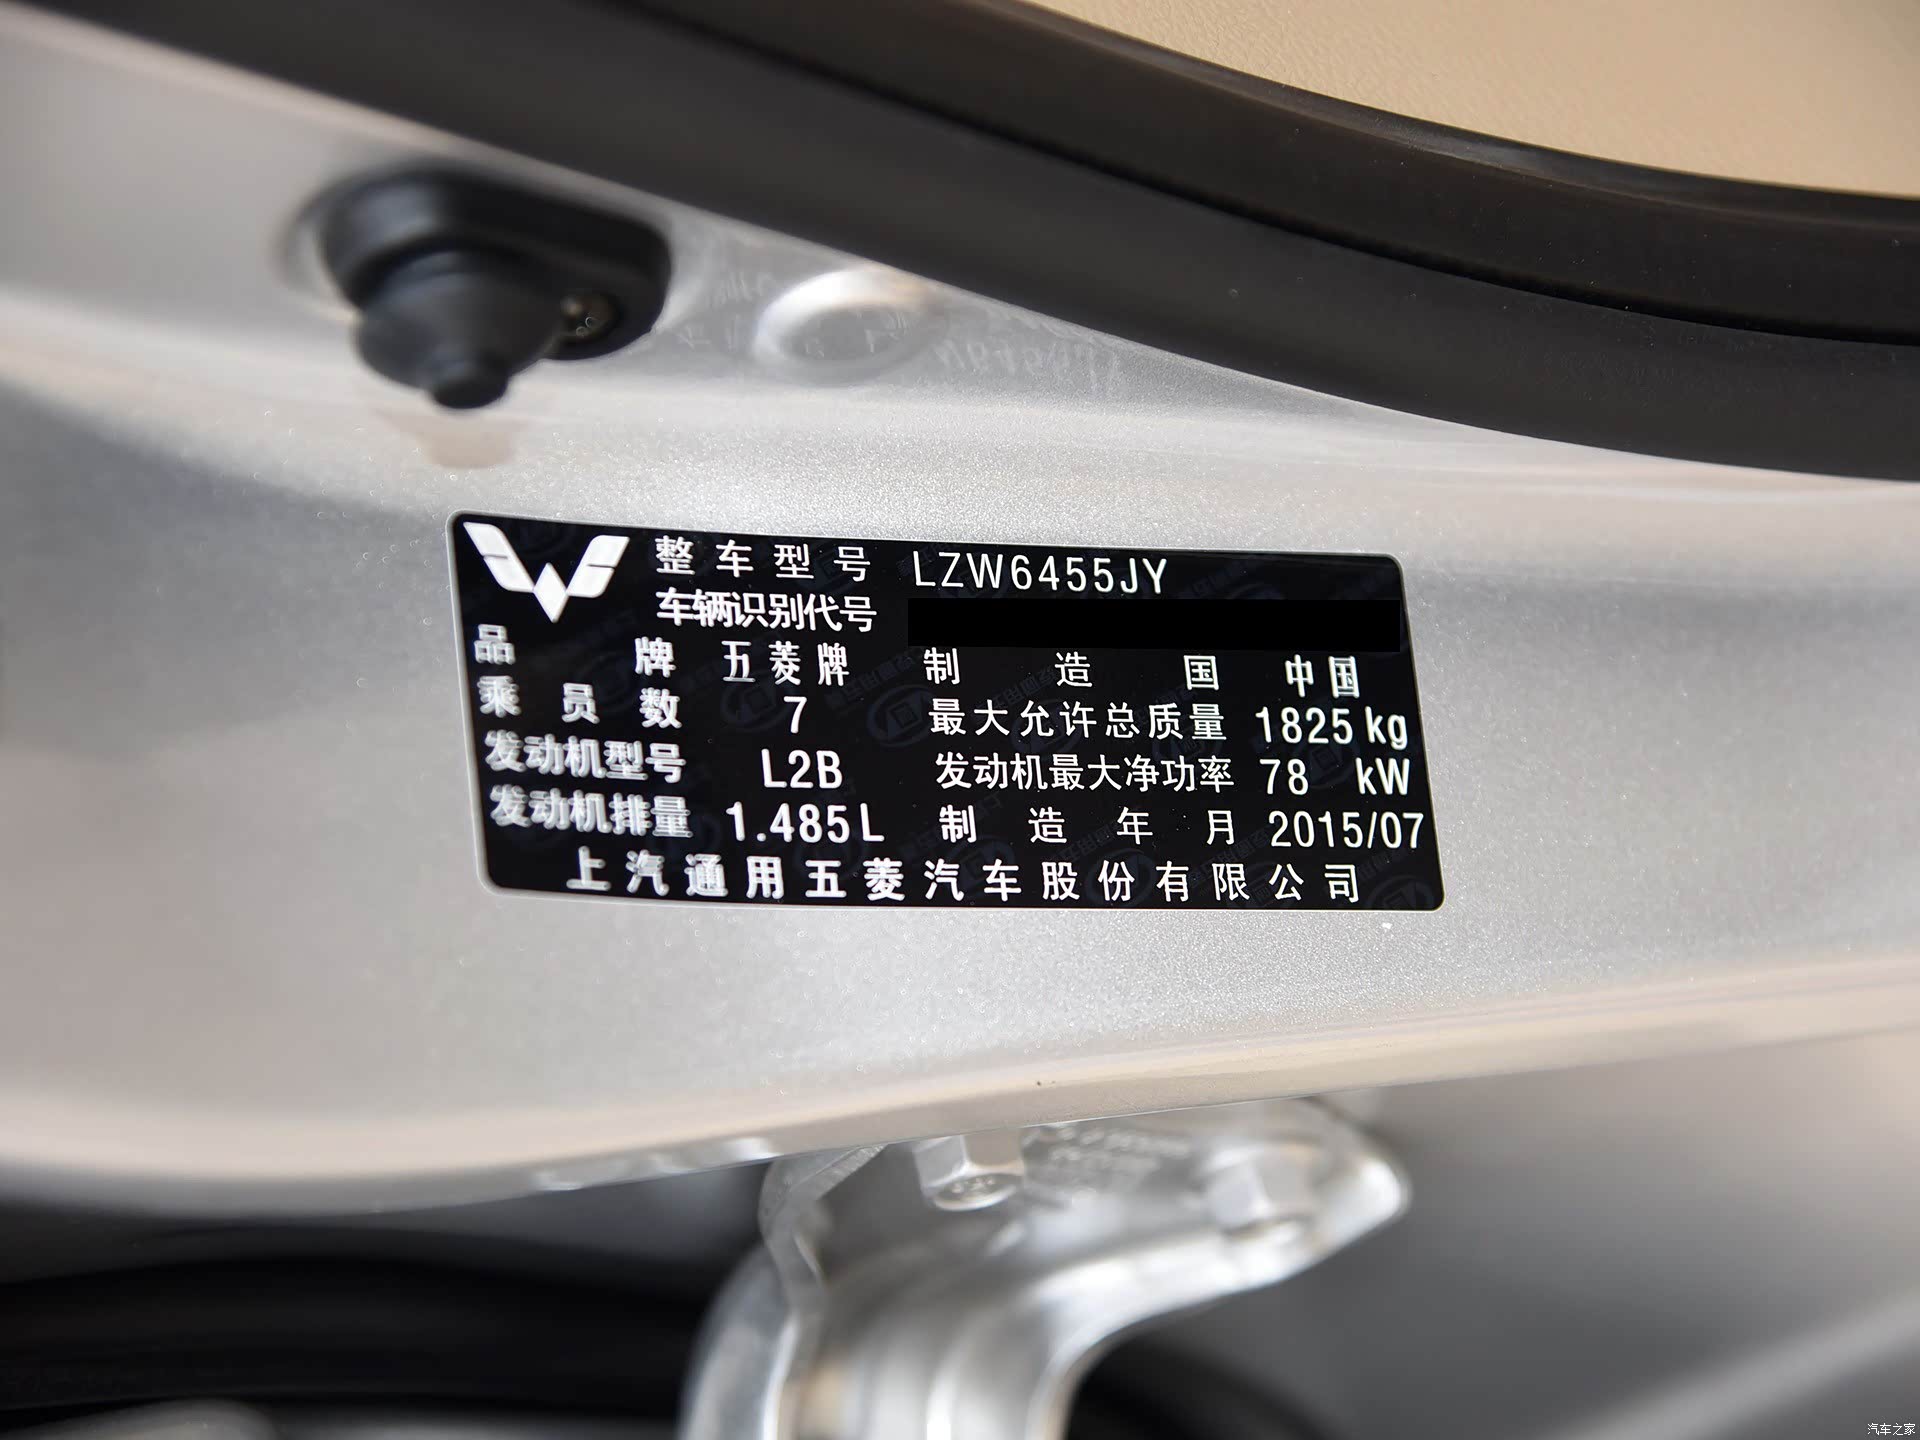 整车型号 LZW6455JY
车辆识别代号
品牌 五菱牌 制造国 中国
乘员数 7 最大允许总质量 1825 kg
发动机型号 L2B 发动机最大净功率 78 kW
发动机排量 1.485L 制造年月 2015/07
上汽通用五菱汽车股份有限公司
汽车之家